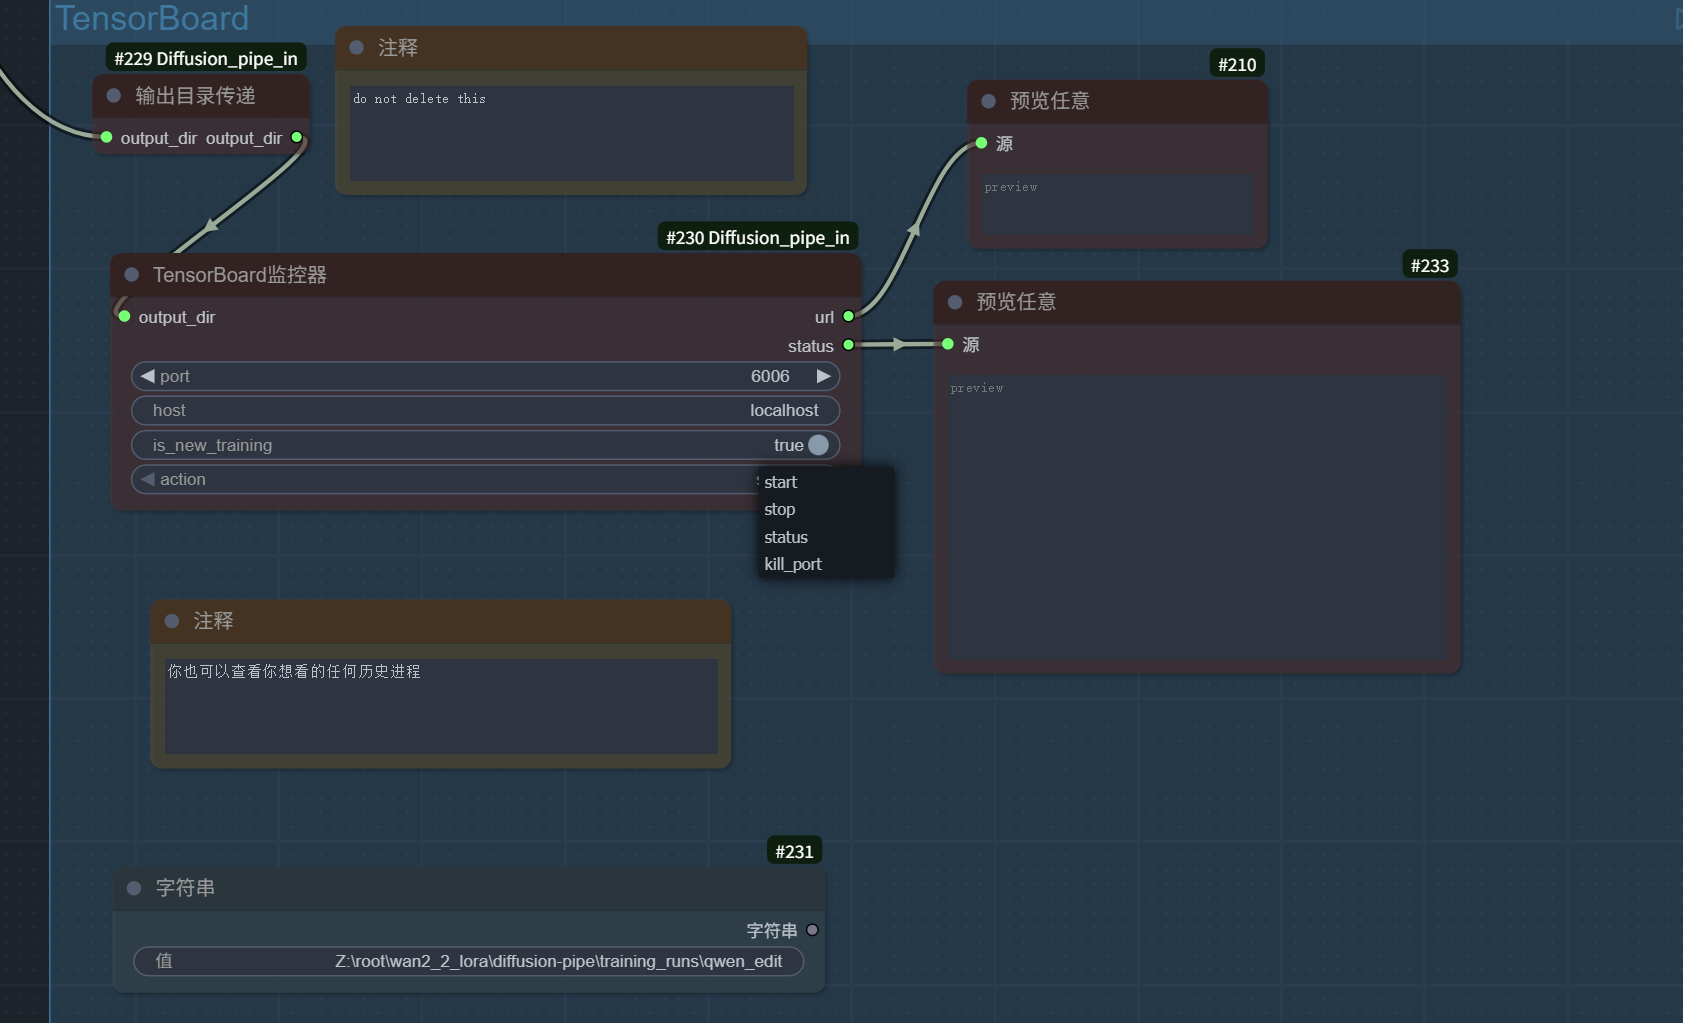 TensorBoard
#229 Diffusion_pipe_in
输出目录传递
output_dir output_dir
注释
do not delete this
#210
预览任意
源
preview
#230 Diffusion_pipe_in
TensorBoard监控器
output_dir
url
status
port 6006
host localhost
is_new_training true
action
start
stop
status
kill_port
#233
预览任意
源
preview
注释
你也可以查看你想看的任何历史进程
#231
字符串
字符串
值 Z:\root\wan2_2_lora\diffusion-pipe\training_runs\qwen_edit